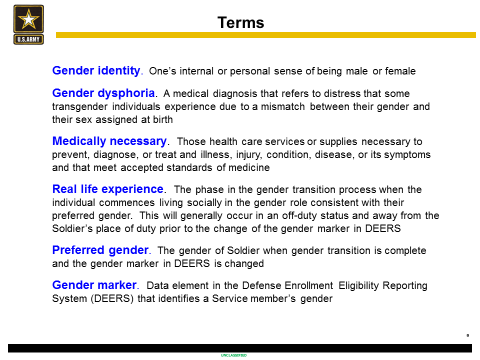 Terms
U.S. ARMY
Gender identity. One's internal or personal sense of being male or female
Gender dysphoria. A medical diagnosis that refers to distress that some
transgender individuals experience due to a mismatch between their gender and
their sex assigned at birth
Medically necessary. Those health care services or supplies necessary to
prevent, diagnose, or treat and illness, injury, condition, disease, or its symptoms
and that meet accepted standards of medicine
Real life experience. The phase in the gender transition process when the
individual commences living socially in the gender role consistent with their
preferred gender. This will generally occur in an off-duty status and away from the
Soldier's place of duty prior to the change of the gender marker in DEERS
Preferred gender. The gender of Soldier when gender transition is complete
and the gender marker in DEERS is changed
Gender marker. Data element in the Defense Enrollment Eligibility Reporting
System (DEERS) that identifies a Service member's gender
UNCLASSIFIED